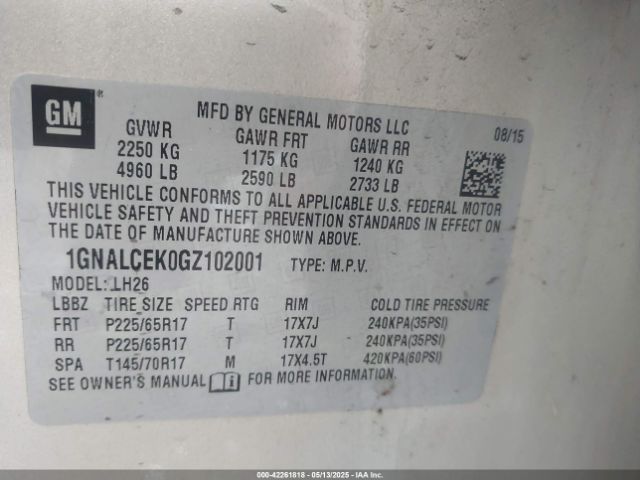 GM
®
MFD BY GENERAL MOTORS LLC 08/15
GVWR GAWR FRT GAWR RR
2250 KG 1175 KG 1240 KG
4960 LB 2590 LB 2733 LB
THIS VEHICLE CONFORMS TO ALL APPLICABLE U.S. FEDERAL MOTOR
VEHICLE SAFETY AND THEFT PREVENTION STANDARDS IN EFFECT ON
THE DATE OF MANUFACTURE SHOWN ABOVE.
1GNALCEK0GZ102001 TYPE: M.P.V.
MODEL: 1LH26
LBBZ TIRE SIZE SPEED RTG RIM COLD TIRE PRESSURE
FRT P225/65R17 T 17X7J 240KPA(35PSI)
RR P225/65R17 T 17X7J 240KPA(35PSI)
SPA T145/70R17 M 17X4.5T 420KPA(60PSI)
SEE OWNER'S MANUAL FOR MORE INFORMATION.
000-42261818 - 05/13/2025 - IAA Inc.